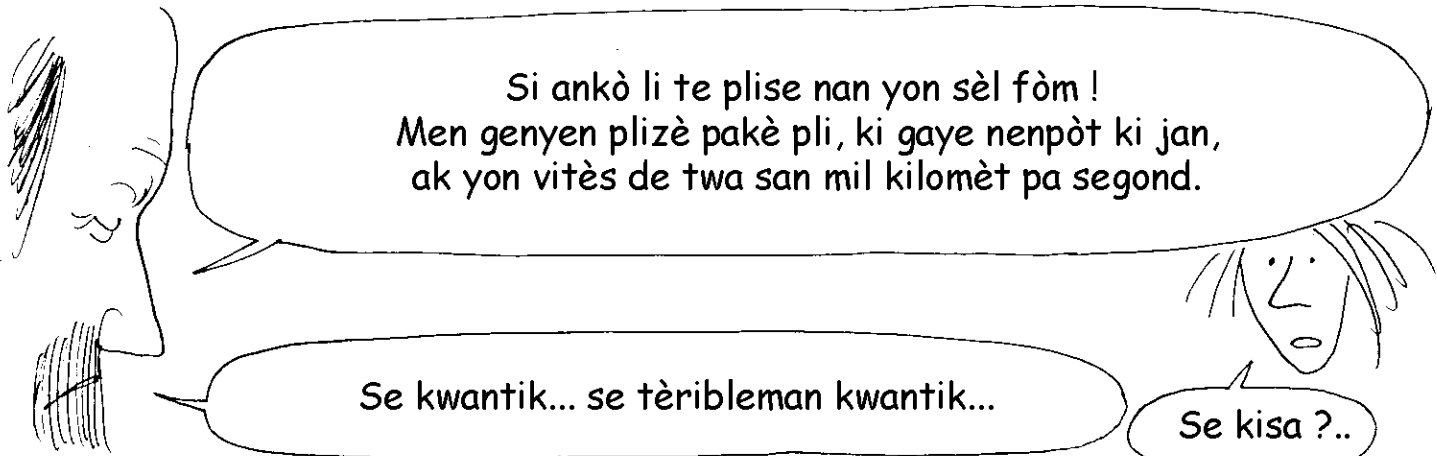 Si ankò li te plise nan yon sèl fòm !
Men genyen plizè pakè pli, ki gaye nenpòt ki jan,
ak yon vitès de twa san mil kilomèt pa segond.
Se kwantik... se tèribleman kwantik...
Se kisa ?..